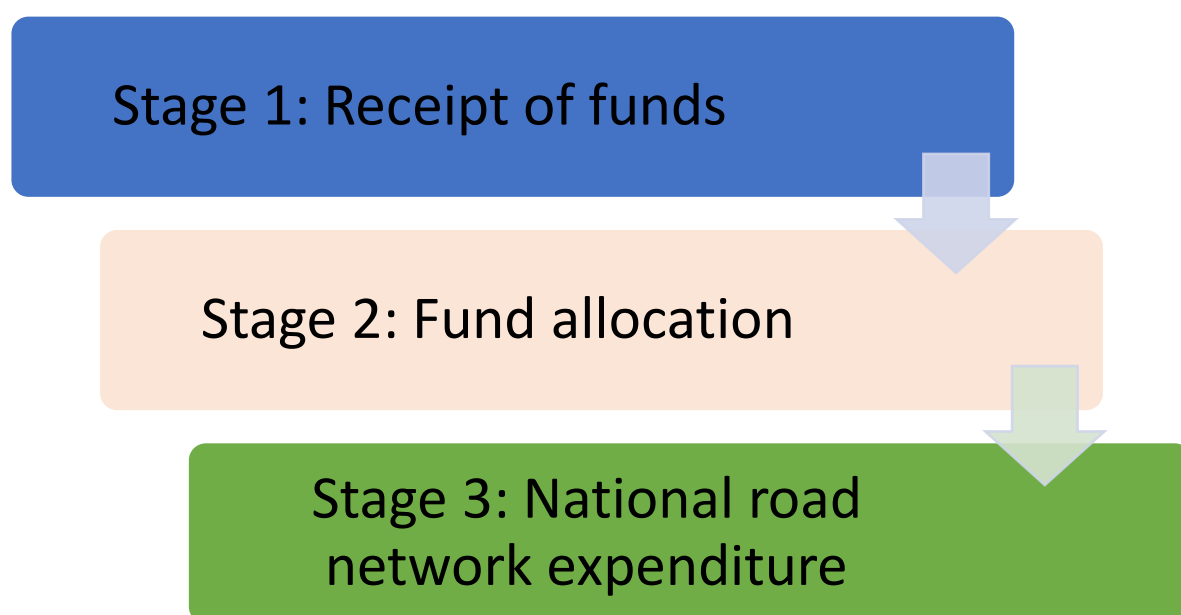 Stage 1: Receipt of funds
Stage 2: Fund allocation
Stage 3: National road
network expenditure